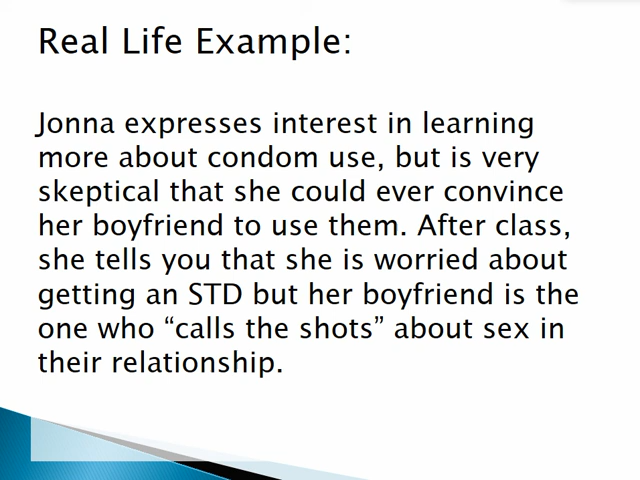 Real Life Example:
Jonna expresses interest in learning
more about condom use, but is very
skeptical that she could ever convince
her boyfriend to use them. After class,
she tells you that she is worried about
getting an STD but her boyfriend is the
one who “calls the shots” about sex in
their relationship.